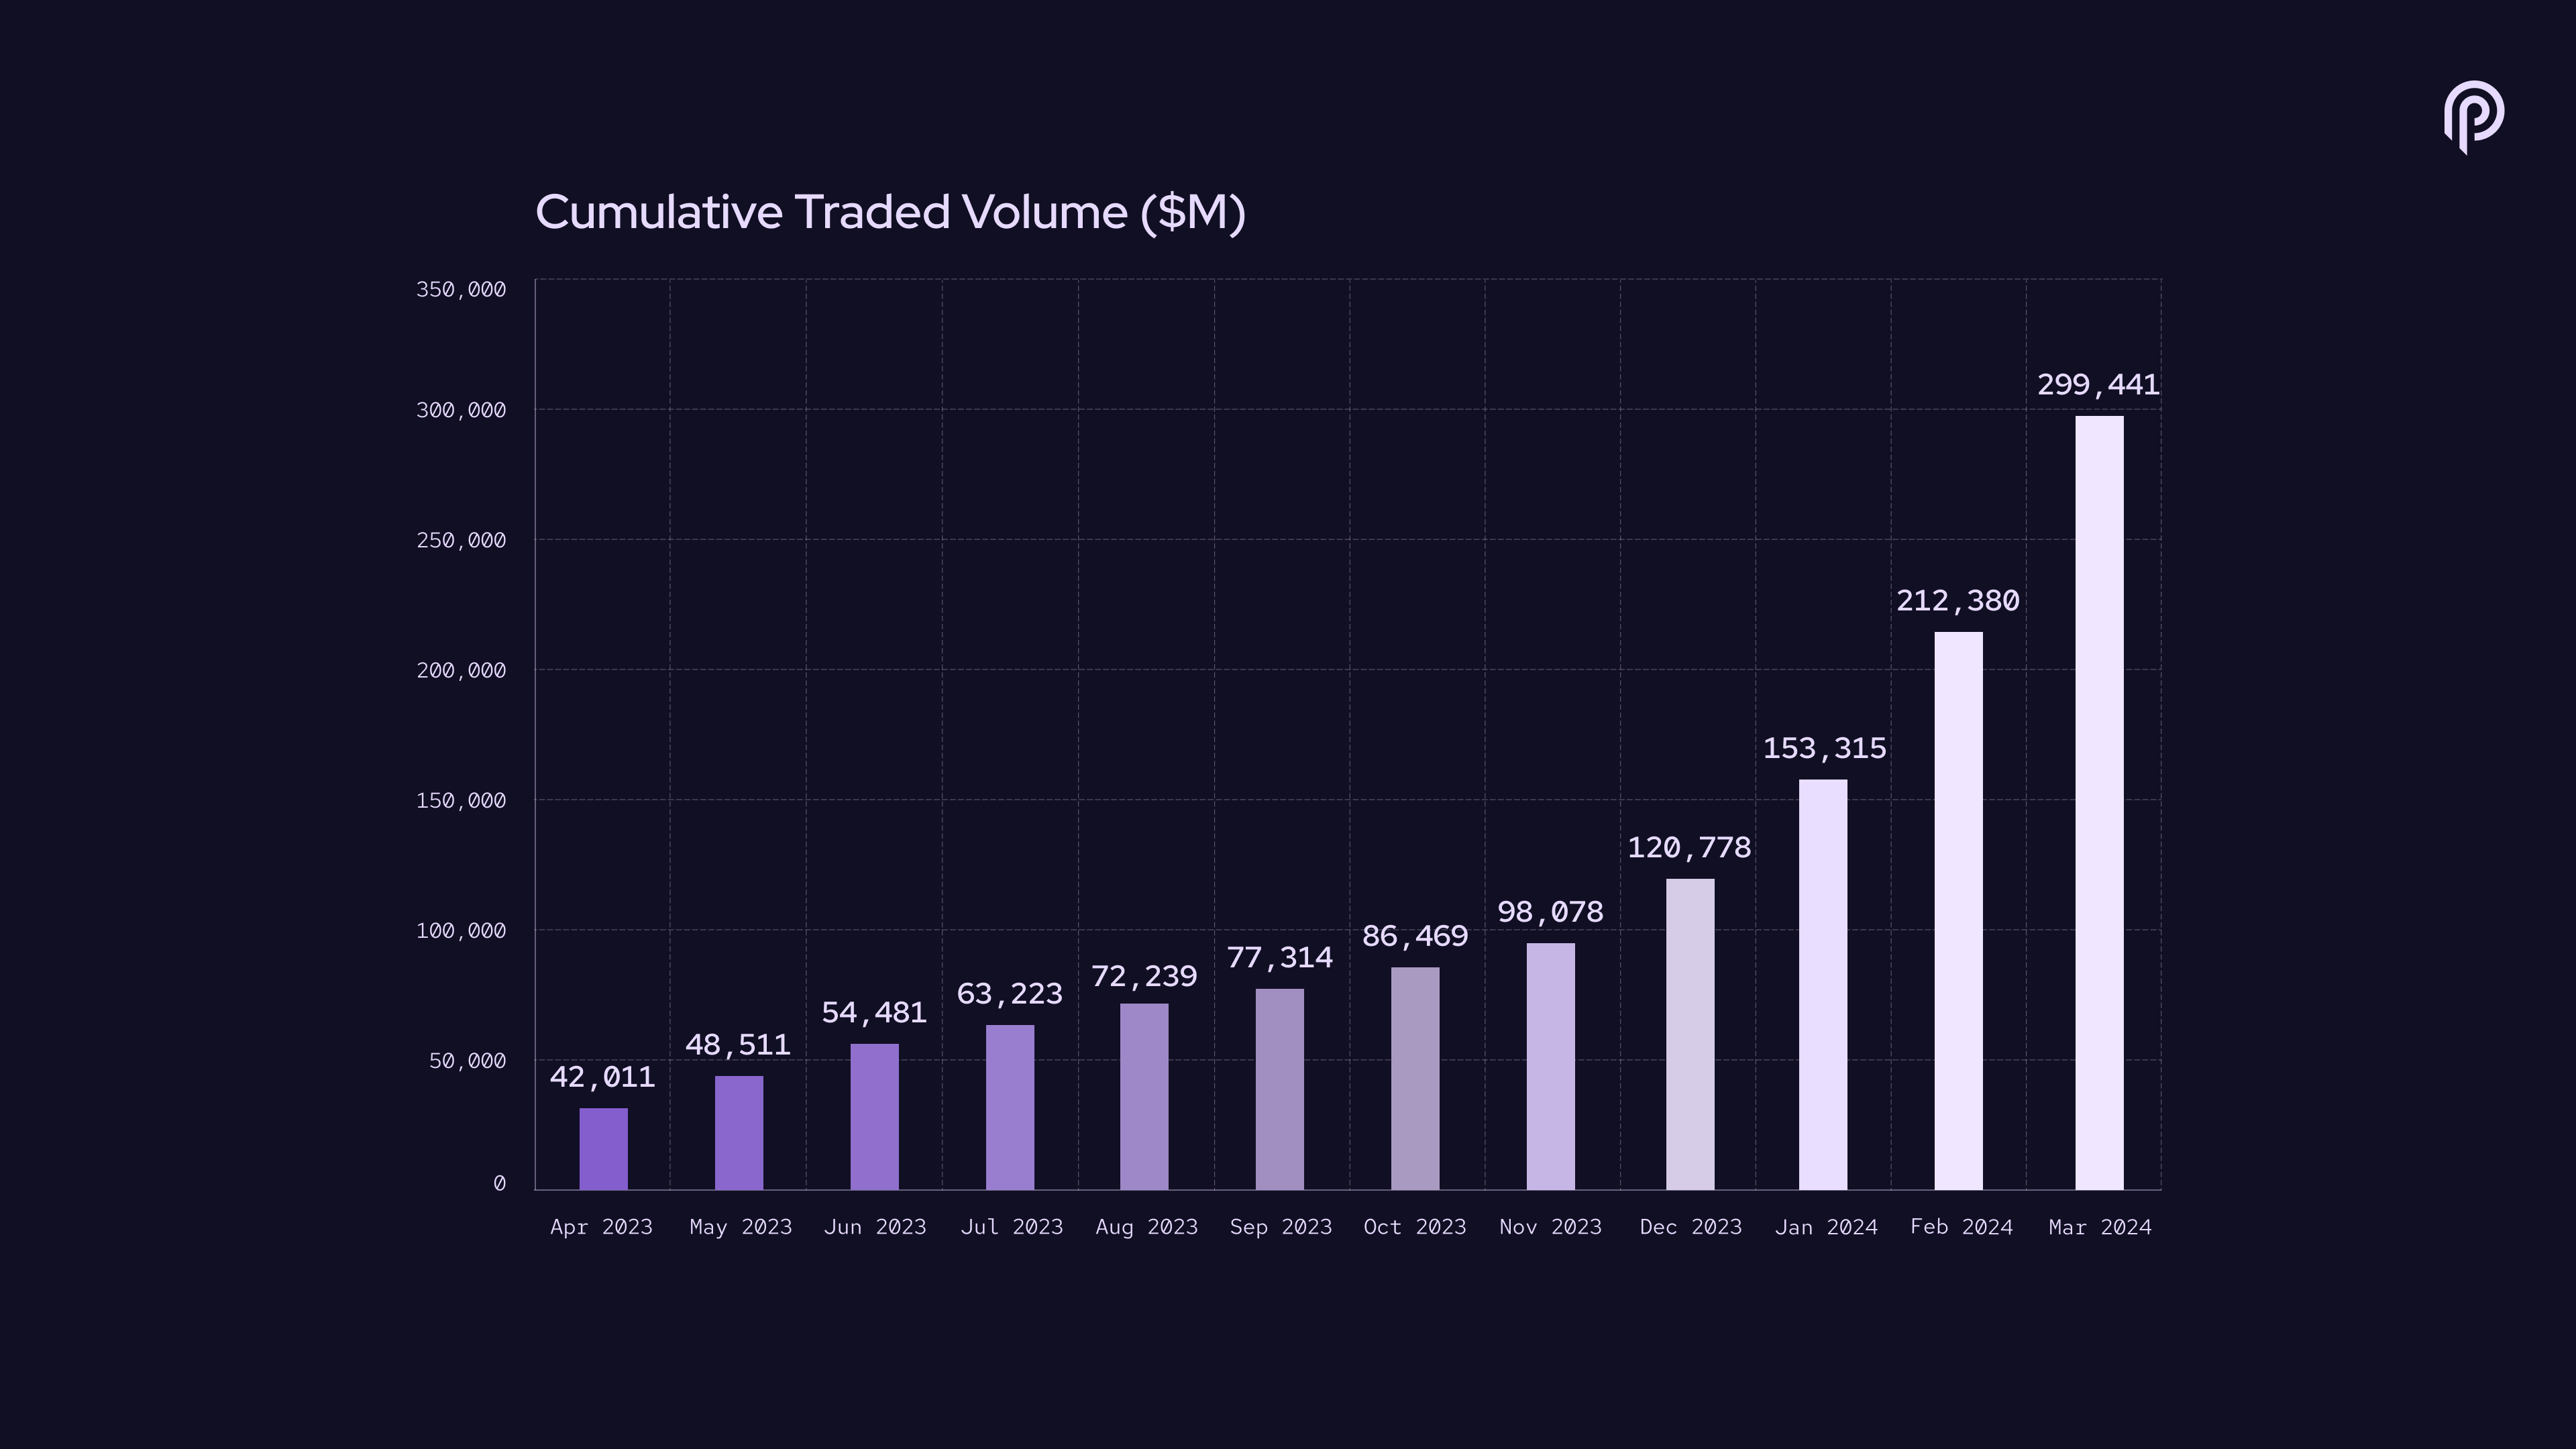 Cumulative Traded Volume ($M)
350,000
300,000
250,000
200,000
150,000
100,000
50,000
0
42,011
48,511
54,481
63,223
72,239
77,314
86,469
98,078
120,778
153,315
212,380
299,441
Apr 2023
May 2023
Jun 2023
Jul 2023
Aug 2023
Sep 2023
Oct 2023
Nov 2023
Dec 2023
Jan 2024
Feb 2024
Mar 2024